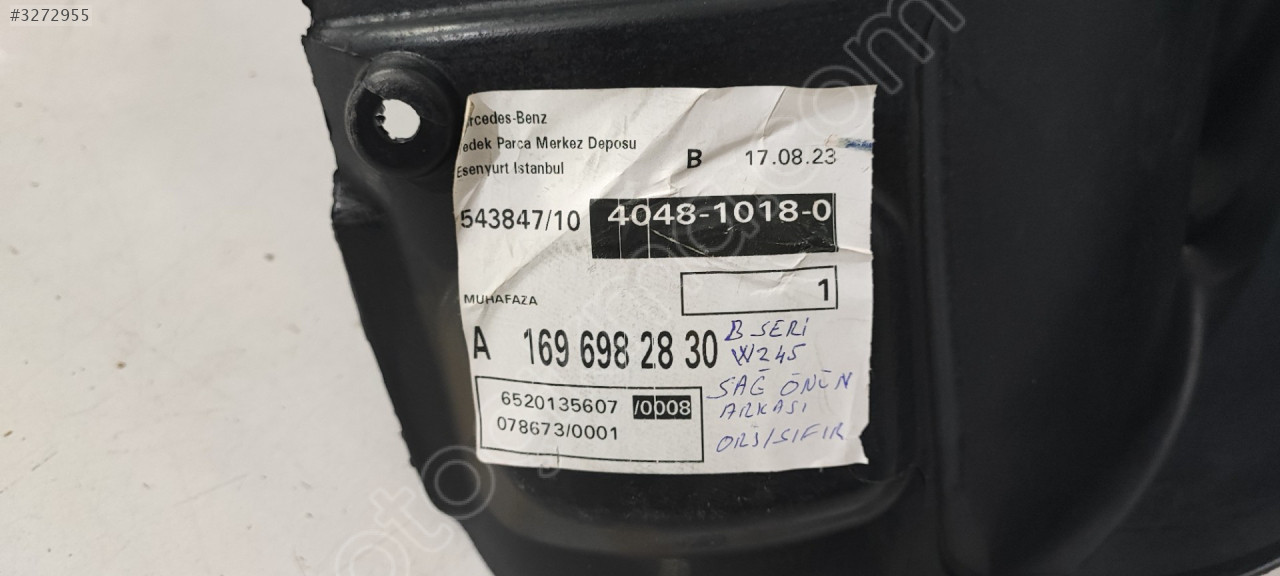 #3272955
rcedes-Benz
edek Parca Merkez Deposu
Esenyurt Istanbul
B 17.08.23
543847/10 4048-1018-0
1
MUHAFAZA
A 169 698 28 30
6520135607 /0008
078673/0001
B SERİ
W245
SAĞ ÖNÜN
ARKASI
ORJ/SIFIR